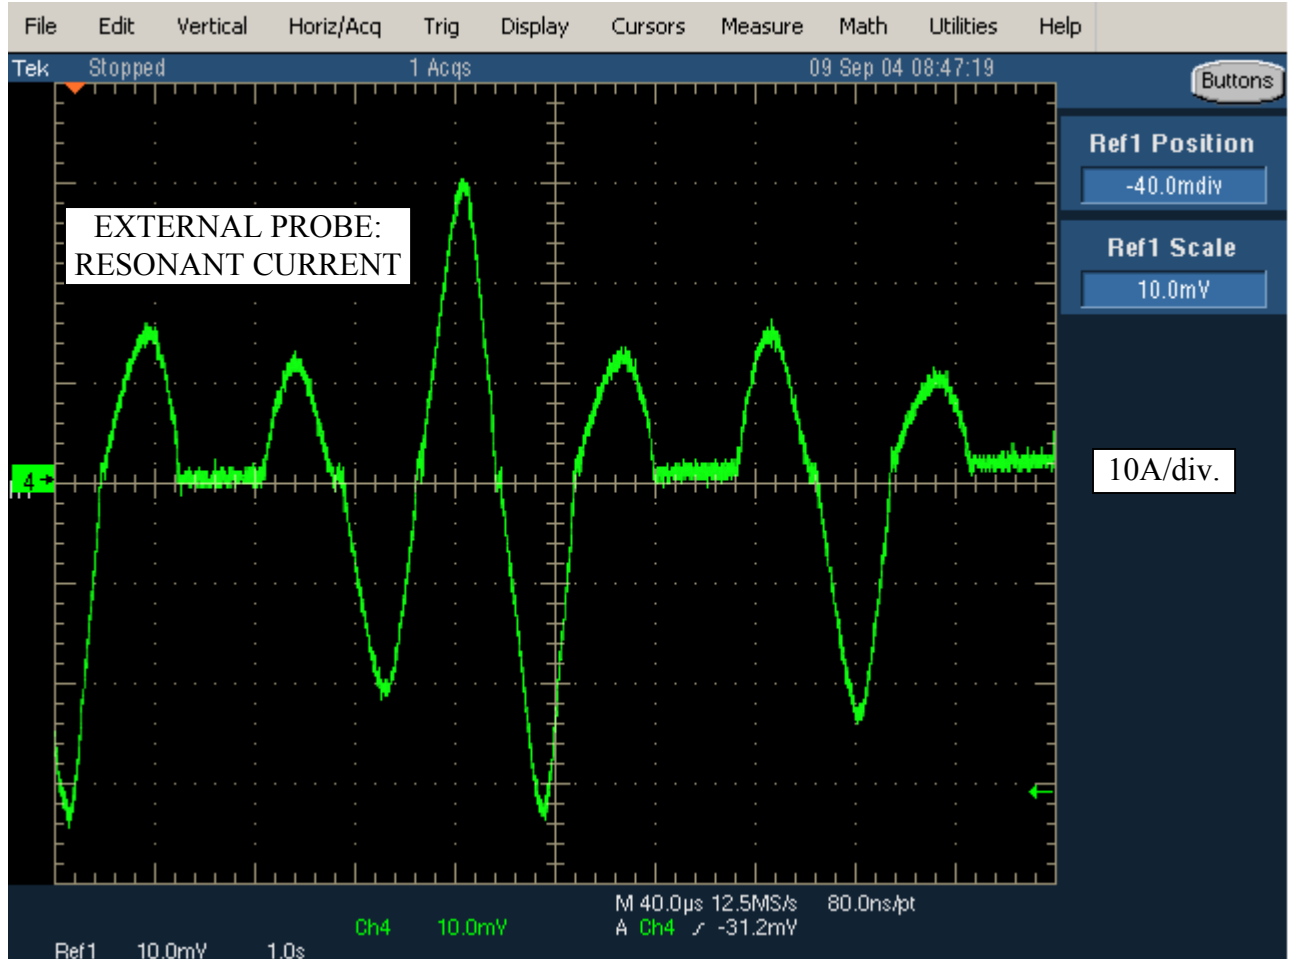 File Edit Vertical Horiz/Acq Trig Display Cursors Measure Math Utilities Help
Tek Stopped 1 Acqs 09 Sep 04 08:47:19
Buttons
Ref1 Position
-40.0mdiv
EXTERNAL PROBE:
RESONANT CURRENT
Ref1 Scale
10.0mV
4
10A/div.
M 40.0µs 12.5MS/s 80.0ns/pt
Ch4 10.0mV A Ch4 -31.2mV
Ref1 10.0mV 1.0s